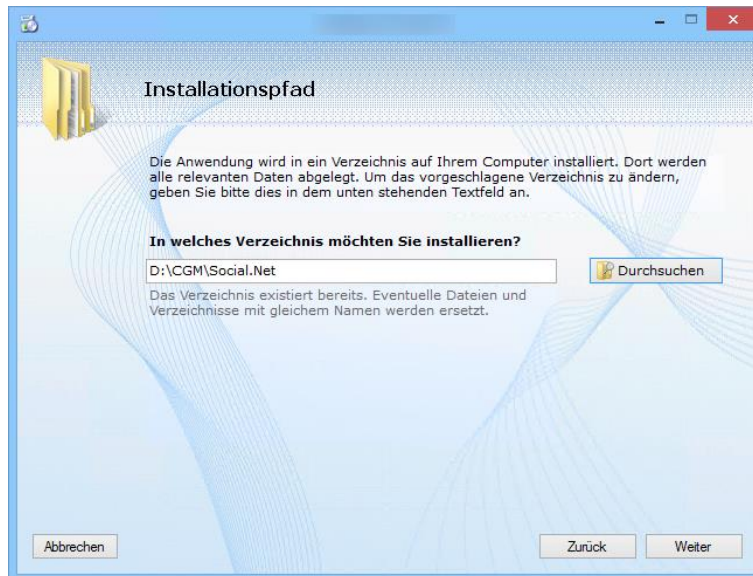 Installationspfad
Die Anwendung wird in ein Verzeichnis auf Ihrem Computer installiert. Dort werden
alle relevanten Daten abgelegt. Um das vorgeschlagene Verzeichnis zu ändern,
geben Sie bitte dies in dem unten stehenden Textfeld an.
In welches Verzeichnis möchten Sie installieren?
D:\CGM\Social.Net
Durchsuchen
Das Verzeichnis existiert bereits. Eventuelle Dateien und
Verzeichnisse mit gleichem Namen werden ersetzt.
Abbrechen
Zurück
Weiter